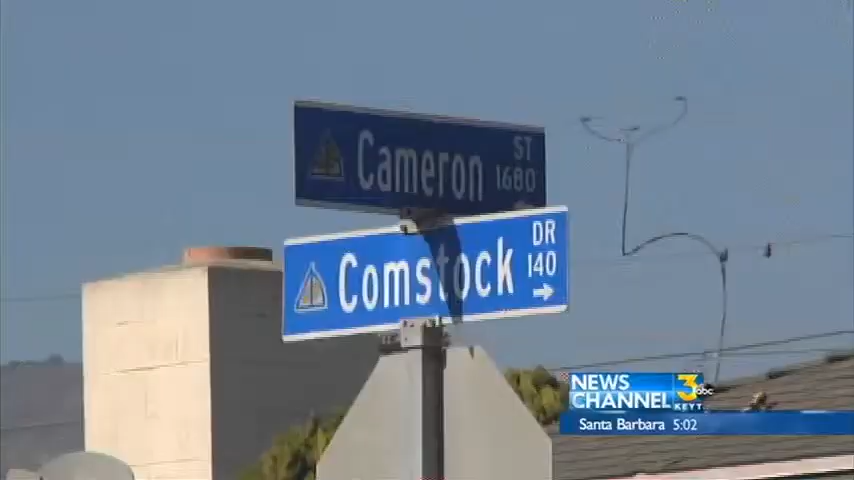 Cameron ST 1680
Comstock DR 140
NEWS CHANNEL 3 abc KEYT
Santa Barbara 5:02